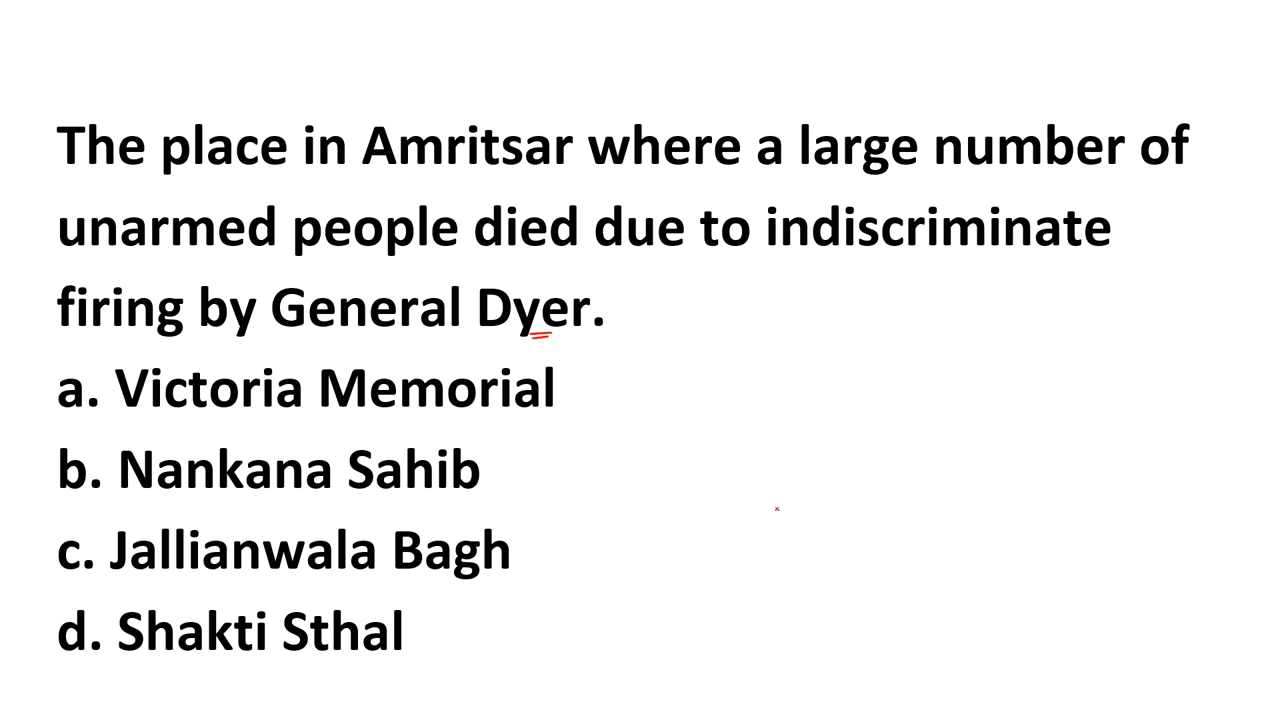 The place in Amritsar where a large number of
unarmed people died due to indiscriminate
firing by General Dyer.
a. Victoria Memorial
b. Nankana Sahib
c. Jallianwala Bagh
d. Shakti Sthal